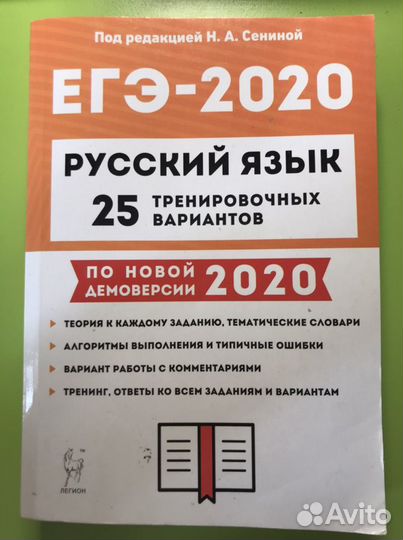 Под редакцией Н. А. Сениной
ЕГЭ-2020
РУССКИЙ ЯЗЫК
25 ТРЕНИРОВОЧНЫХ
ВАРИАНТОВ
ПО НОВОЙ
ДЕМОВЕРСИИ 2020
ТЕОРИЯ К КАЖДОМУ ЗАДАНИЮ, ТЕМАТИЧЕСКИЕ СЛОВАРИ
АЛГОРИТМЫ ВЫПОЛНЕНИЯ И ТИПИЧНЫЕ ОШИБКИ
ВАРИАНТ РАБОТЫ С КОММЕНТАРИЯМИ
ТРЕНИНГ, ОТВЕТЫ КО ВСЕМ ЗАДАНИЯМ И ВАРИАНТАМ
ЛЕГИОН
Avito